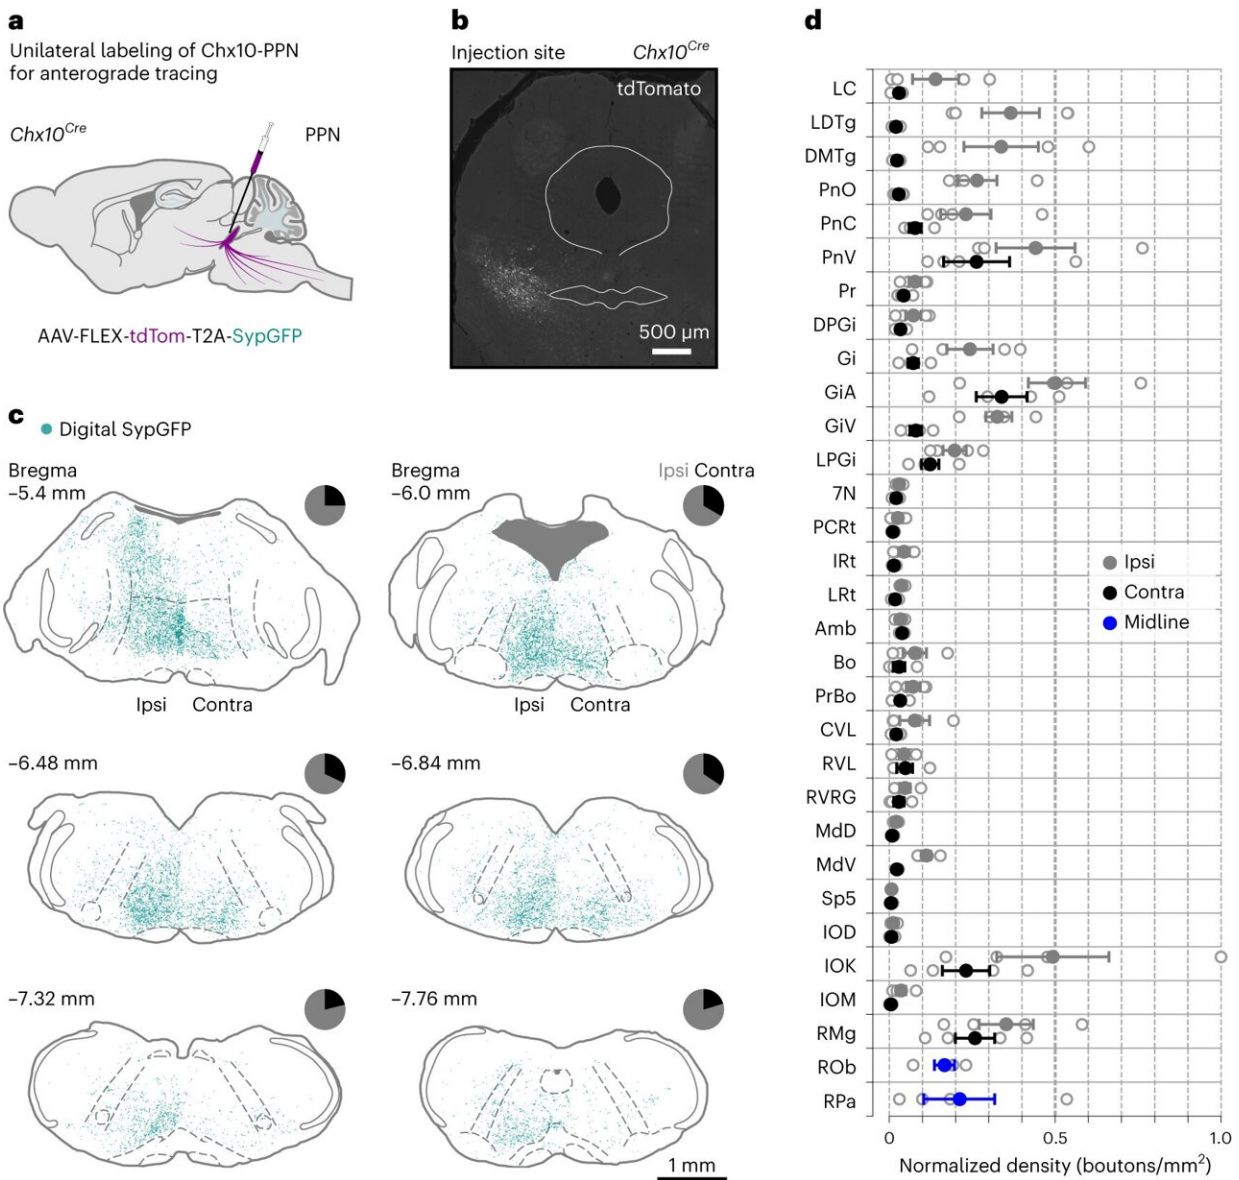 a
Unilateral labeling of Chx10-PPN
for anterograde tracing
Chx10^Cre
PPN
AAV-FLEX-tdTom-T2A-SypGFP
b
Injection site
Chx10^Cre
tdTomato
500 µm
c
Digital SypGFP
Bregma
–5.4 mm
Ipsi Contra
Bregma
–6.0 mm
Ipsi Contra
Ipsi Contra
–6.48 mm
–6.84 mm
–7.32 mm
–7.76 mm
1 mm
d
LC
LDTg
DMTg
PnO
PnC
PnV
Pr
DPGi
Gi
GiA
GiV
LPGi
7N
PCRt
IRt
LRt
Amb
Bo
PrBo
CVL
RVL
RVRG
MdD
MdV
Sp5
IOD
IOK
IOM
RMg
ROb
RPa
Ipsi
Contra
Midline
0 0.5 1.0
Normalized density (boutons/mm²)